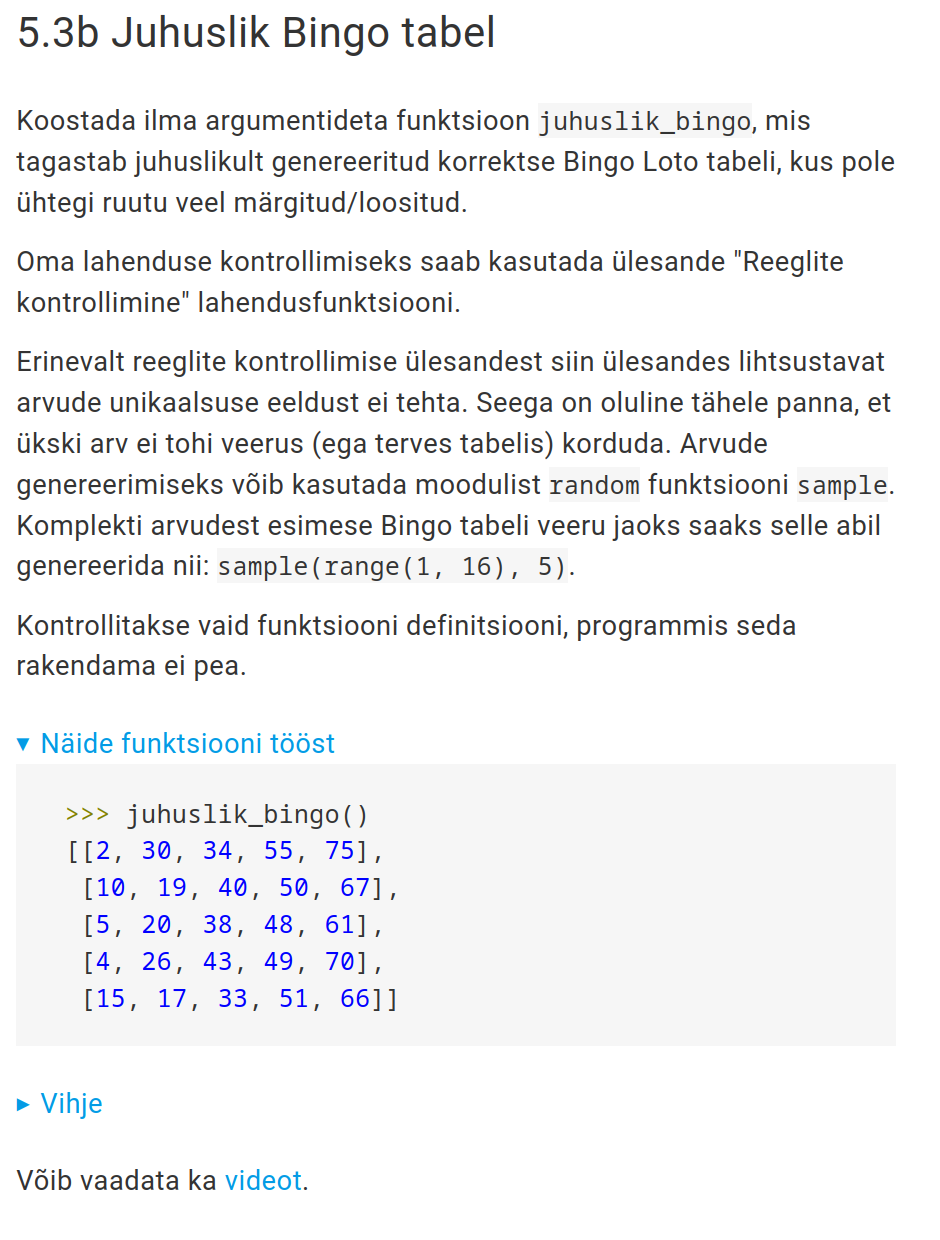 5.3b Juhuslik Bingo tabel
Koostada ilma argumentideta funktsioon juhuslik_bingo, mis
tagastab juhuslikult genereeritud korrektse Bingo Loto tabeli, kus pole
ühtegi ruutu veel märgitud/loositud.
Oma lahenduse kontrollimiseks saab kasutada ülesande "Reeglite
kontrollimine" lahendusfunktsiooni.
Erinevalt reeglite kontrollimise ülesandest siin ülesandes lihtsustavat
arvude unikaalsuse eeldust ei tehta. Seega on oluline tähele panna, et
ükski arv ei tohi veerus (ega terves tabelis) korduda. Arvude
genereerimiseks võib kasutada moodulist random funktsiooni sample.
Komplekti arvudest esimese Bingo tabeli veeru jaoks saaks selle abil
genereerida nii: sample(range(1, 16), 5).
Kontrollitakse vaid funktsiooni definitsiooni, programmis seda
rakendama ei pea.
▼ Näide funktsiooni tööst
>>> juhuslik_bingo()
[[2, 30, 34, 55, 75],
[10, 19, 40, 50, 67],
[5, 20, 38, 48, 61],
[4, 26, 43, 49, 70],
[15, 17, 33, 51, 66]]
► Vihje
Võib vaadata ka videot.